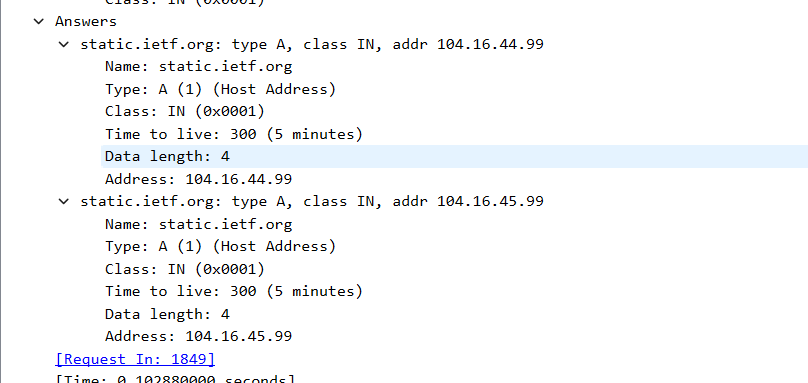 Class: IN (0x0001)
Answers
static.ietf.org: type A, class IN, addr 104.16.44.99
Name: static.ietf.org
Type: A (1) (Host Address)
Class: IN (0x0001)
Time to live: 300 (5 minutes)
Data length: 4
Address: 104.16.44.99
static.ietf.org: type A, class IN, addr 104.16.45.99
Name: static.ietf.org
Type: A (1) (Host Address)
Class: IN (0x0001)
Time to live: 300 (5 minutes)
Data length: 4
Address: 104.16.45.99
[Request In: 1849]
[Time: 0.102880000 seconds]